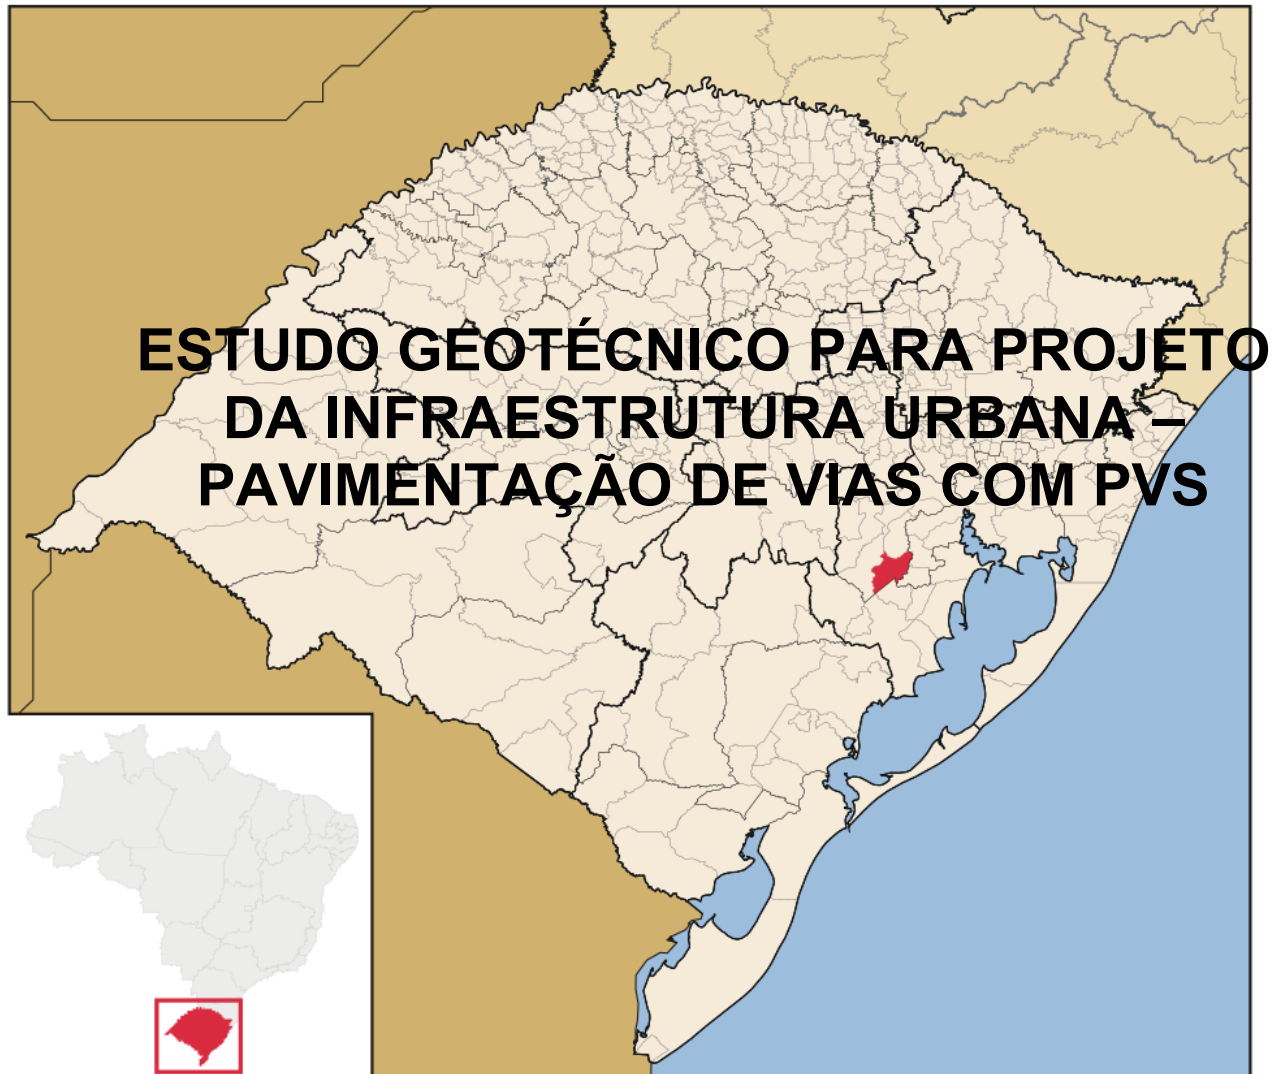 ESTUDO GEOTÉCNICO PARA PROJETO
DA INFRAESTRUTURA URBANA –
PAVIMENTAÇÃO DE VIAS COM PVS